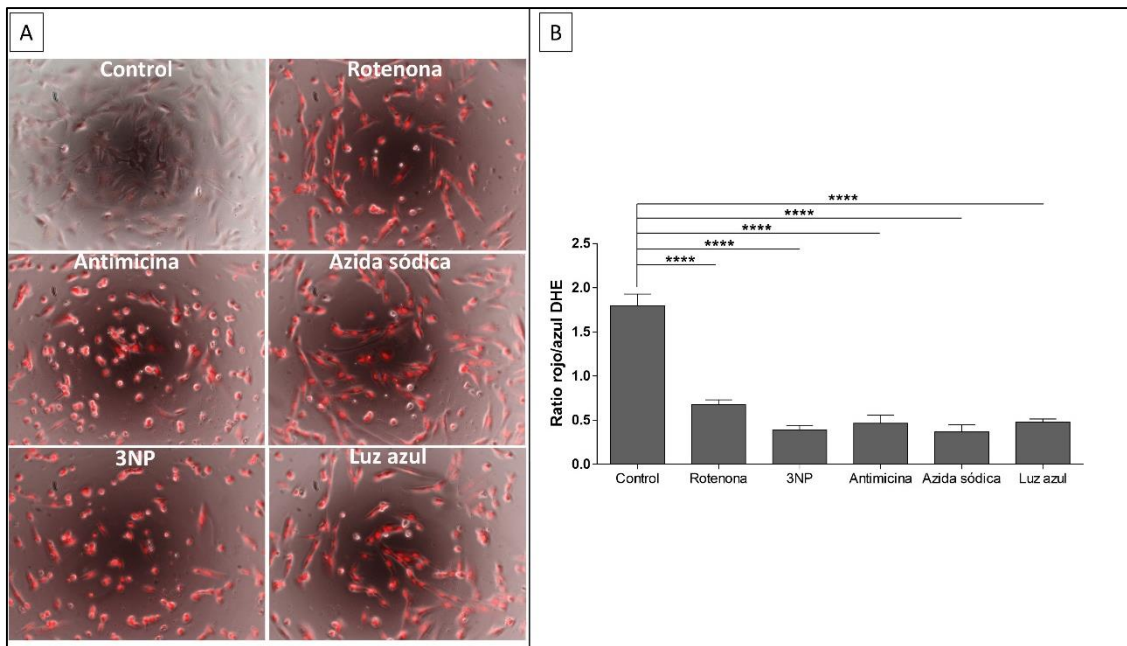 A
Control
Rotenona
Antimicina
Azida sódica
3NP
Luz azul
B
****
****
****
****
****
Ratio rojo/azul DHE
2.5
2.0
1.5
1.0
0.5
0.0
Control Rotenona 3NP Antimicina Azida sódica Luz azul